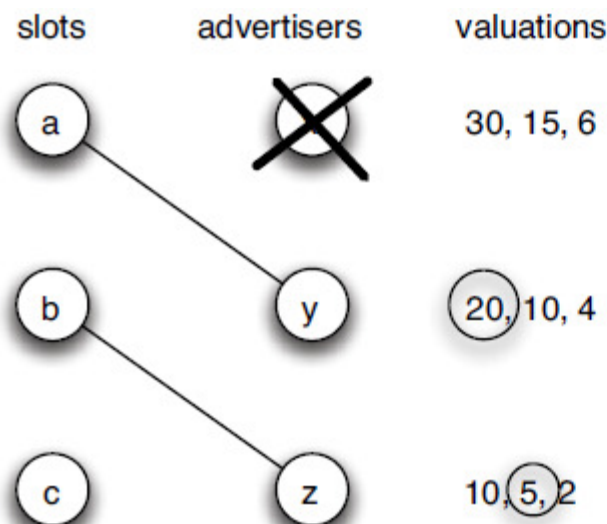 slots advertisers valuations
a 30, 15, 6
b y 20, 10, 4
c z 10, 5, 2